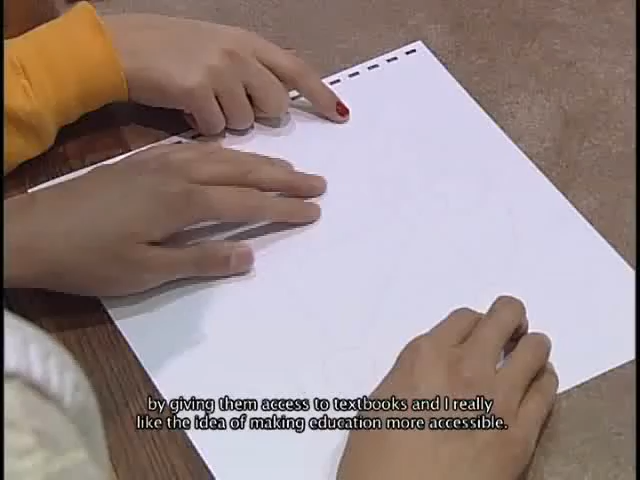 by giving them access to textbooks and I really
like the idea of making education more accessible.